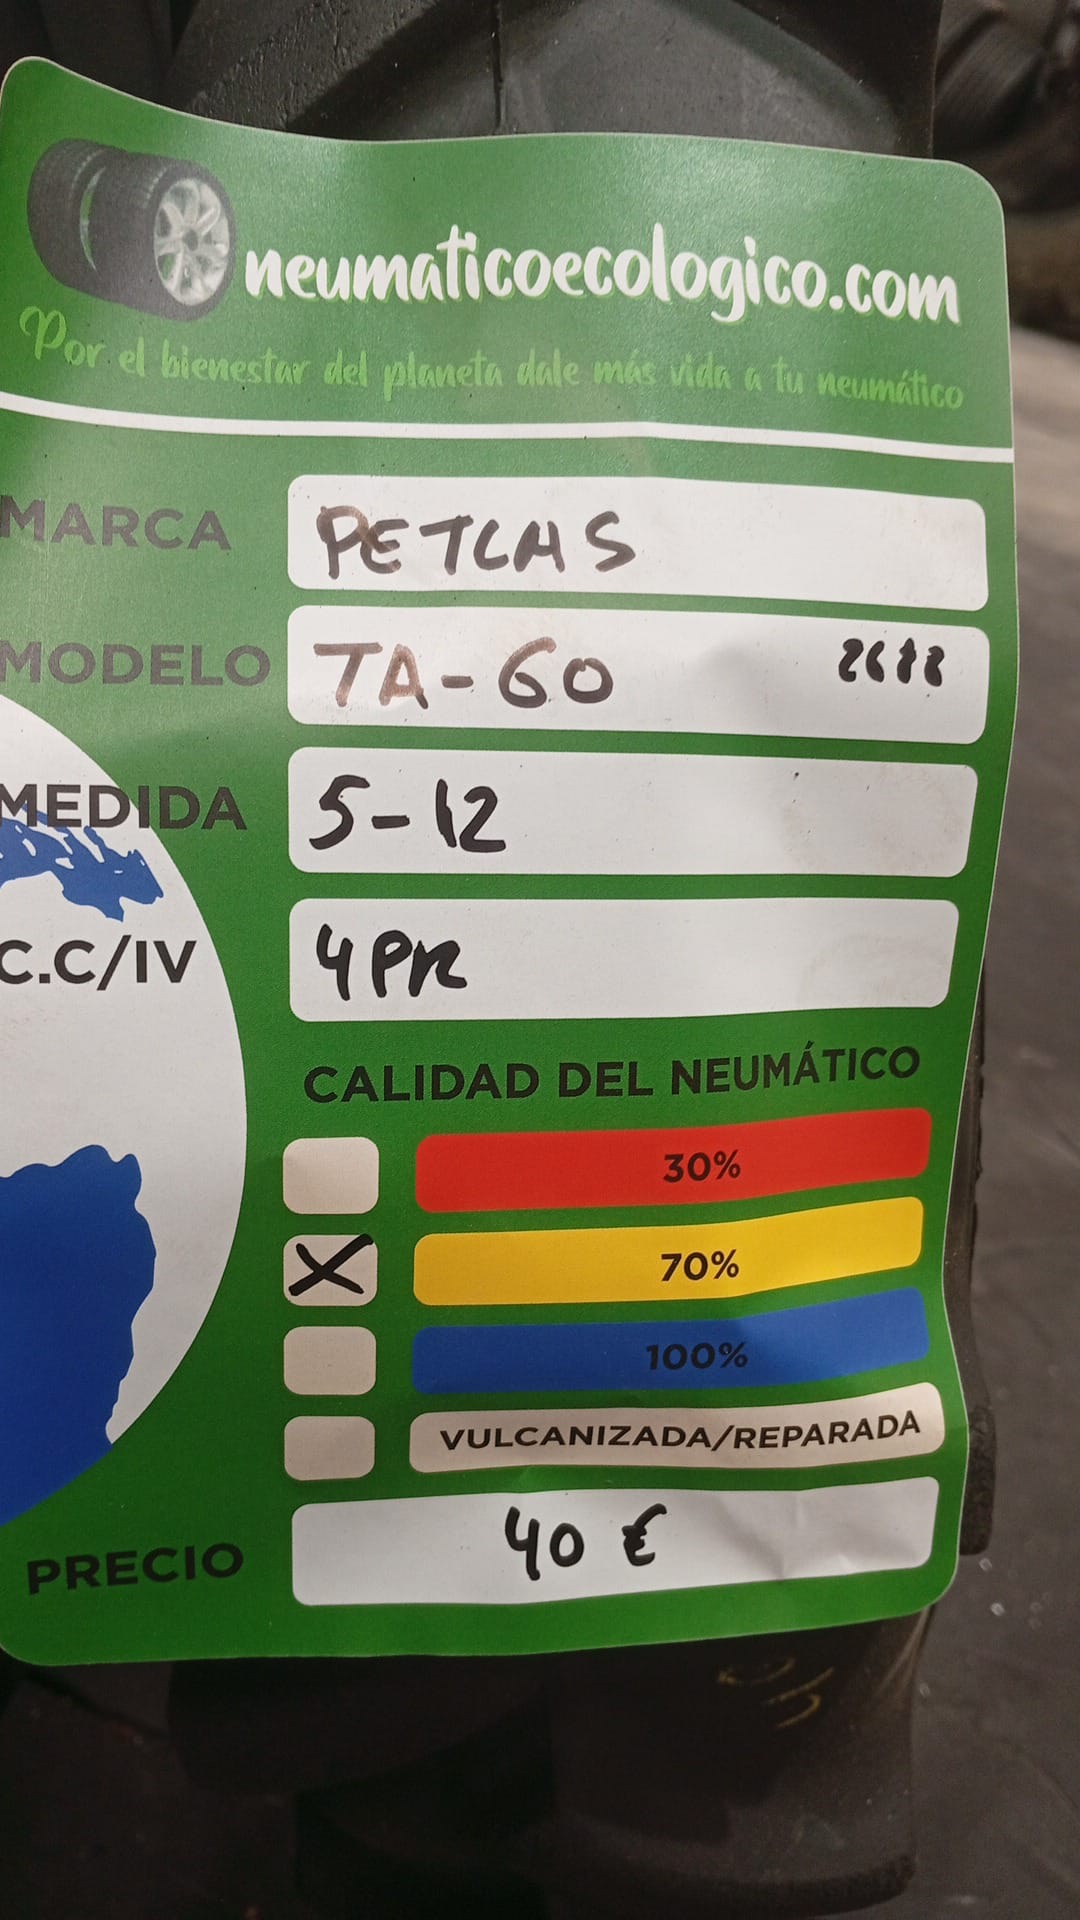 neumaticoecologico.com
Por el bienestar del planeta dale más vida a tu neumático
MARCA PETLAS
MODELO TA-60
MEDIDA 5-12
C.C/IV 4PR
CALIDAD DEL NEUMÁTICO
30%
X 70%
100%
VULCANIZADA/REPARADA
PRECIO 40 €